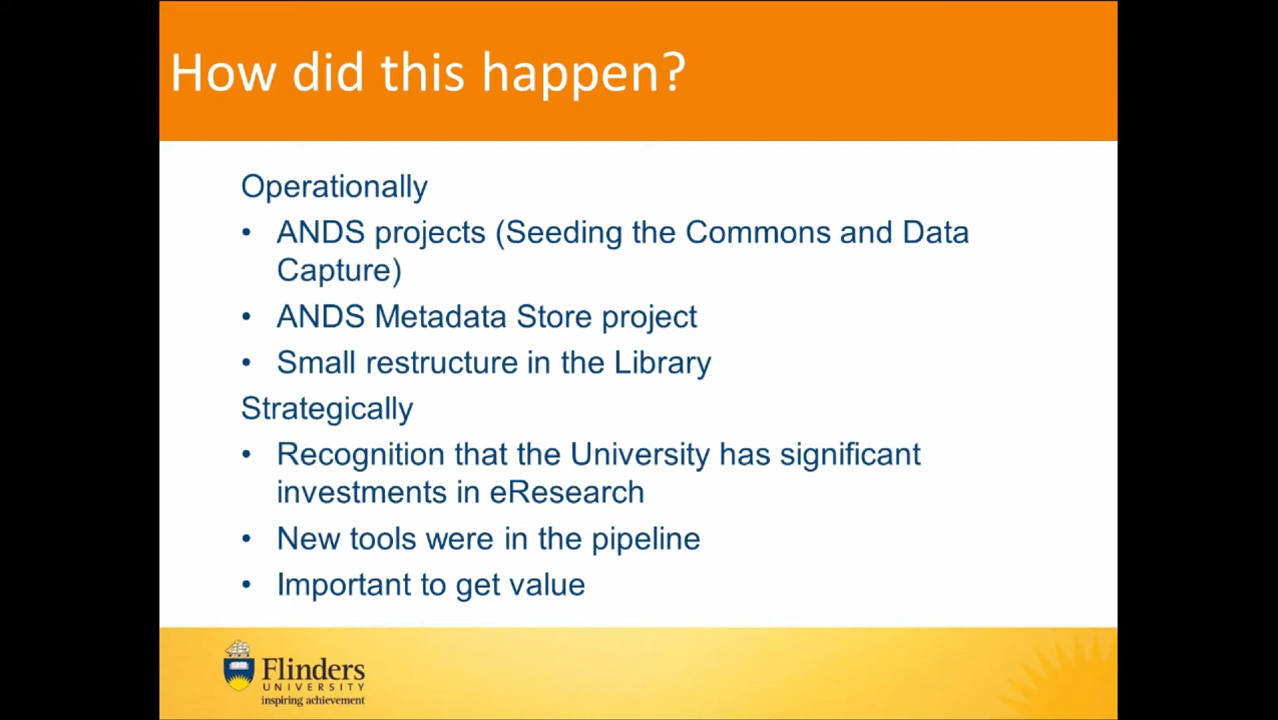 How did this happen?
Operationally
• ANDS projects (Seeding the Commons and Data
Capture)
• ANDS Metadata Store project
• Small restructure in the Library
Strategically
• Recognition that the University has significant
investments in eResearch
• New tools were in the pipeline
• Important to get value
Flinders
UNIVERSITY
inspiring achievement